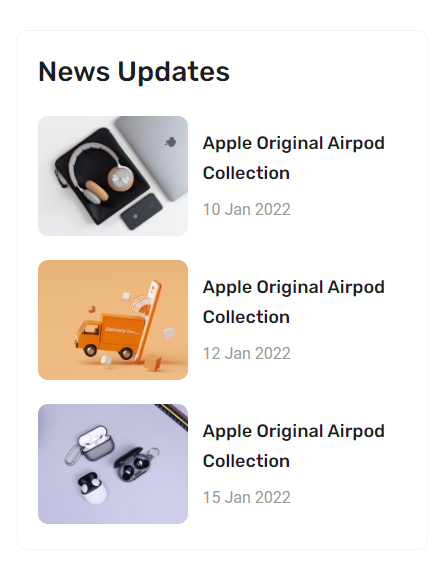 News Updates
Apple Original Airpod
Collection
10 Jan 2022
Delivery
Apple Original Airpod
Collection
12 Jan 2022
Apple Original Airpod
Collection
15 Jan 2022